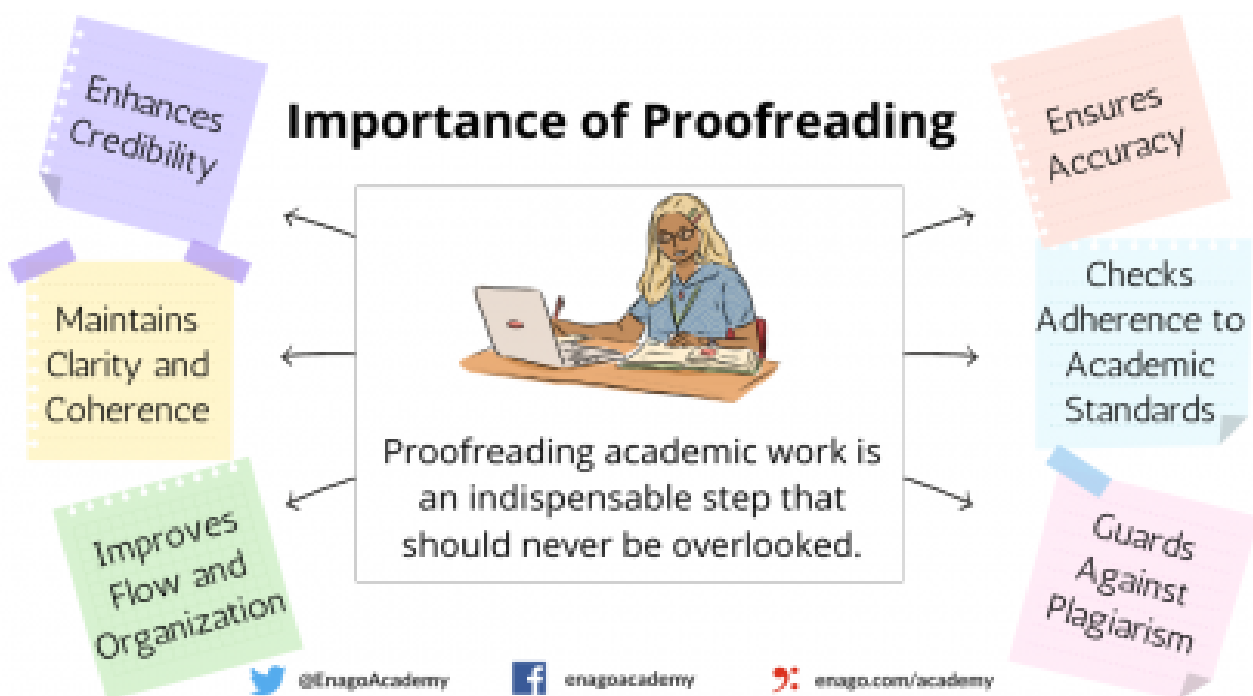 Importance of Proofreading
Enhances
Credibility
Maintains
Clarity and
Coherence
Improves
Flow and
Organization
Proofreading academic work is
an indispensable step that
should never be overlooked.
Ensures
Accuracy
Checks
Adherence to
Academic
Standards
Guards
Against
Plagiarism
@EnagoAcademy
enagoacademy
enago.com/academy